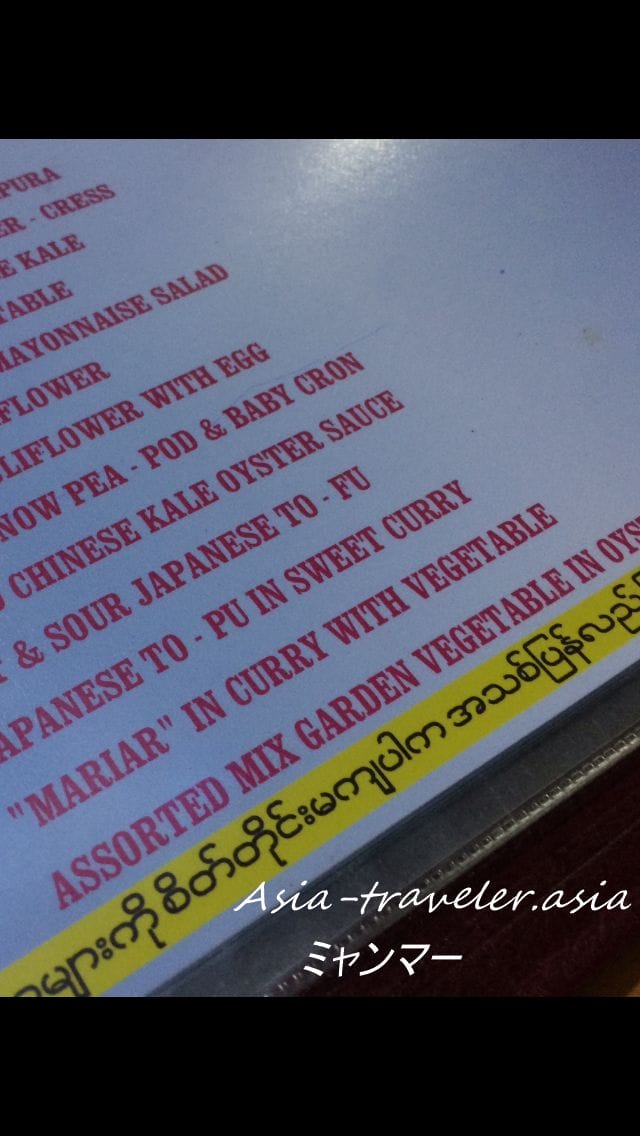 PURA
ER - CRESS
E KALE
TABLE
MAYONNAISE SALAD
FLOWER
LIFLOWER WITH EGG
NOW PEA - POD & BABY CRON
CHINESE KALE OYSTER SAUCE
& SOUR JAPANESE TO - FU
JAPANESE TO - PU IN SWEET CURRY
"MARIAR" IN CURRY WITH VEGETABLE
ASSORTED MIX GARDEN VEGETABLE IN OYS
များကို စိတ်တိုင်းမကျပါက အသစ်ပြန်လည်
Asia-traveler.asia
ミャンマー